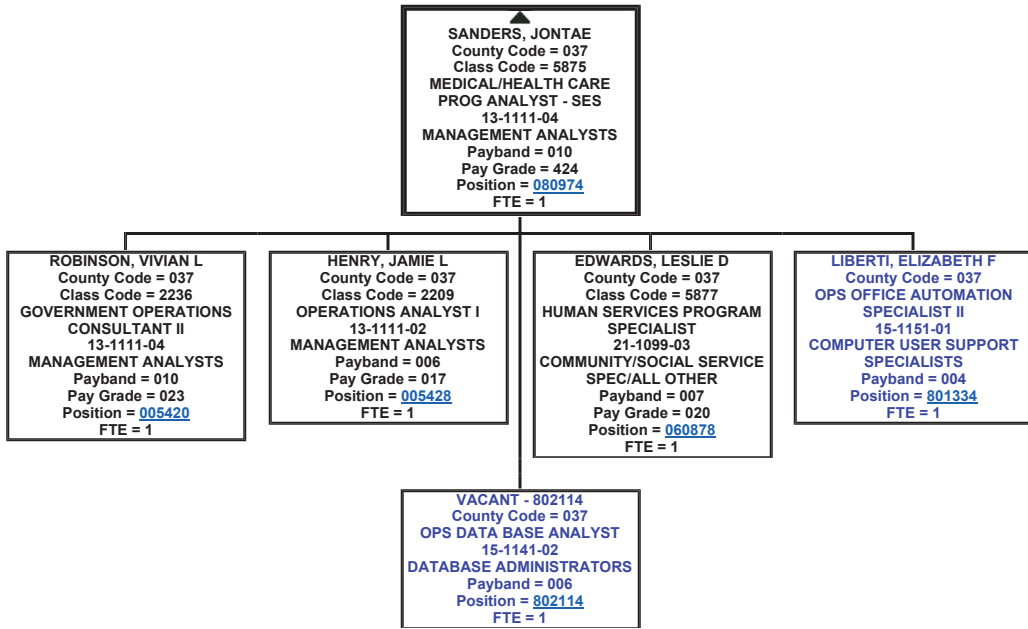 SANDERS, JONTAE
County Code = 037
Class Code = 5875
MEDICAL/HEALTH CARE
PROG ANALYST - SES
13-1111-04
MANAGEMENT ANALYSTS
Payband = 010
Pay Grade = 424
Position = 080974
FTE = 1
ROBINSON, VIVIAN L
County Code = 037
Class Code = 2236
GOVERNMENT OPERATIONS
CONSULTANT II
13-1111-04
MANAGEMENT ANALYSTS
Payband = 010
Pay Grade = 023
Position = 005420
FTE = 1
HENRY, JAMIE L
County Code = 037
Class Code = 2209
OPERATIONS ANALYST I
13-1111-02
MANAGEMENT ANALYSTS
Payband = 006
Pay Grade = 017
Position = 005428
FTE = 1
EDWARDS, LESLIE D
County Code = 037
Class Code = 5877
HUMAN SERVICES PROGRAM
SPECIALIST
21-1099-03
COMMUNITY/SOCIAL SERVICE
SPEC/ALL OTHER
Payband = 007
Pay Grade = 020
Position = 060878
FTE = 1
LIBERTI, ELIZABETH F
County Code = 037
OPS OFFICE AUTOMATION
SPECIALIST II
15-1151-01
COMPUTER USER SUPPORT
SPECIALISTS
Payband = 004
Position = 801334
FTE = 1
VACANT - 802114
County Code = 037
OPS DATA BASE ANALYST
15-1141-02
DATABASE ADMINISTRATORS
Payband = 006
Position = 802114
FTE = 1